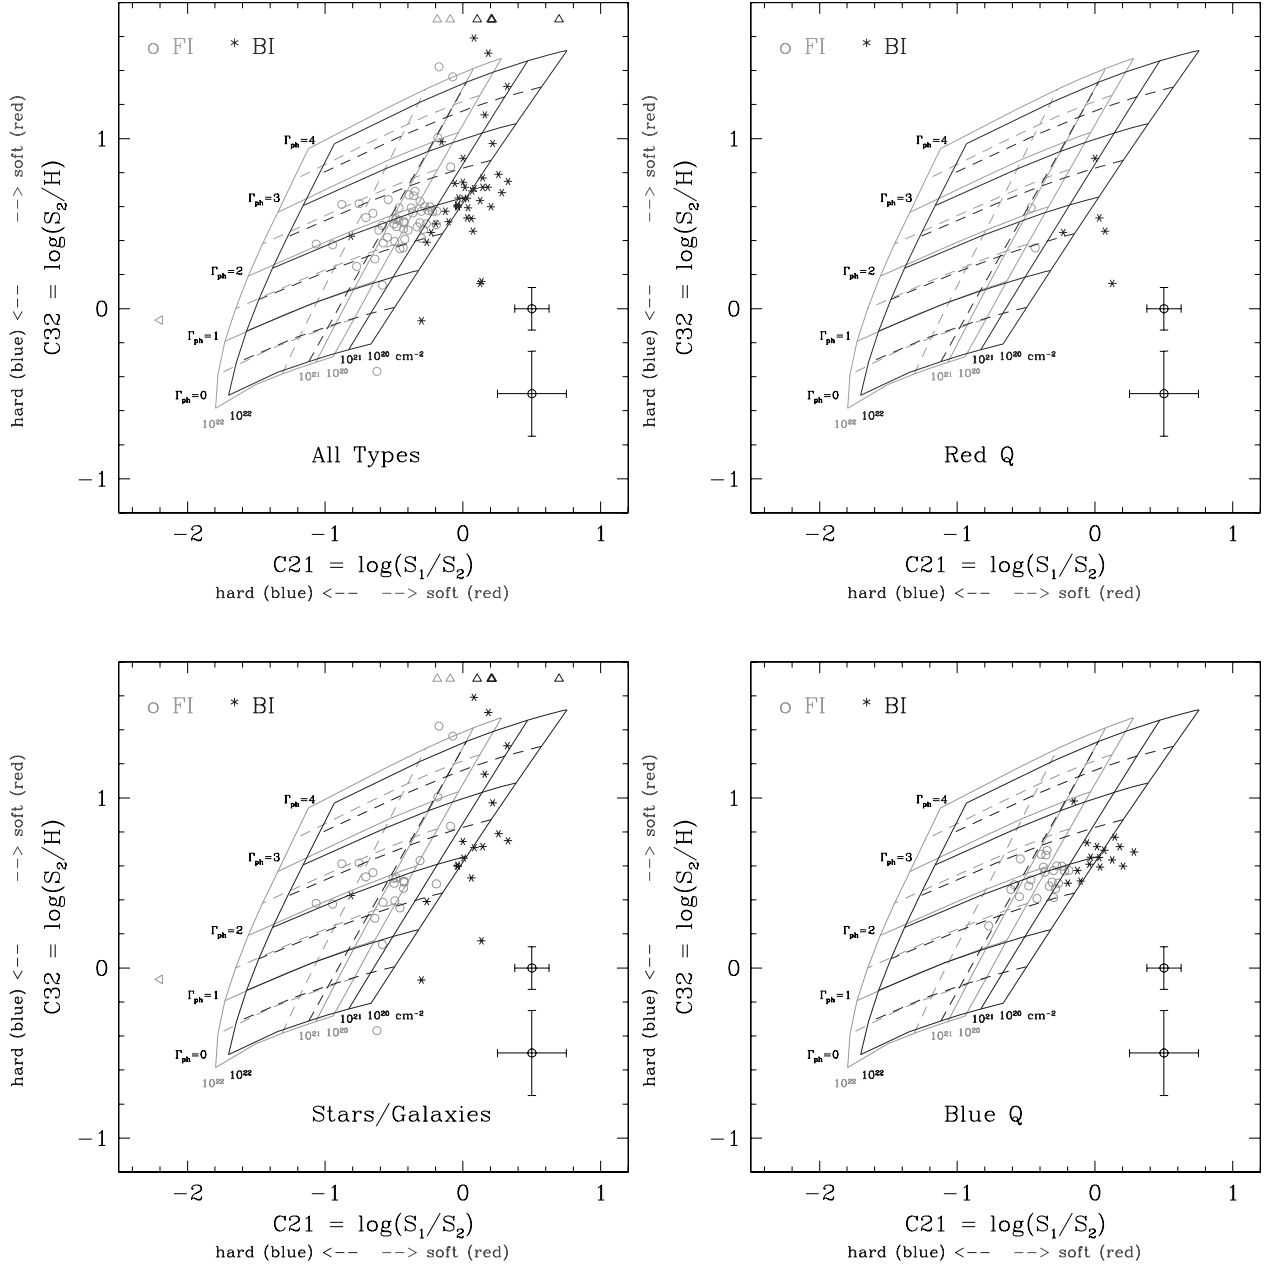 o FI * BI
Γph=4
Γph=3
Γph=2
Γph=1
Γph=0
10²² 10²²
10²¹ 10²⁰ cm⁻²
10²¹ 10²⁰
All Types
1
0
−1
−2 −1 0 1
C32 = log(S₂/H)
hard (blue) <-- --> soft (red)
C21 = log(S₁/S₂)
hard (blue) <-- --> soft (red)
o FI * BI
Γph=4
Γph=3
Γph=2
Γph=1
Γph=0
10²² 10²²
10²¹ 10²⁰ cm⁻²
10²¹ 10²⁰
Red Q
1
0
−1
−2 −1 0 1
C32 = log(S₂/H)
hard (blue) <-- --> soft (red)
C21 = log(S₁/S₂)
hard (blue) <-- --> soft (red)
o FI * BI
Γph=4
Γph=3
Γph=2
Γph=1
Γph=0
10²² 10²²
10²¹ 10²⁰ cm⁻²
10²¹ 10²⁰
Stars/Galaxies
1
0
−1
−2 −1 0 1
C32 = log(S₂/H)
hard (blue) <-- --> soft (red)
C21 = log(S₁/S₂)
hard (blue) <-- --> soft (red)
o FI * BI
Γph=4
Γph=3
Γph=2
Γph=1
Γph=0
10²² 10²²
10²¹ 10²⁰ cm⁻²
10²¹ 10²⁰
Blue Q
1
0
−1
−2 −1 0 1
C32 = log(S₂/H)
hard (blue) <-- --> soft (red)
C21 = log(S₁/S₂)
hard (blue) <-- --> soft (red)